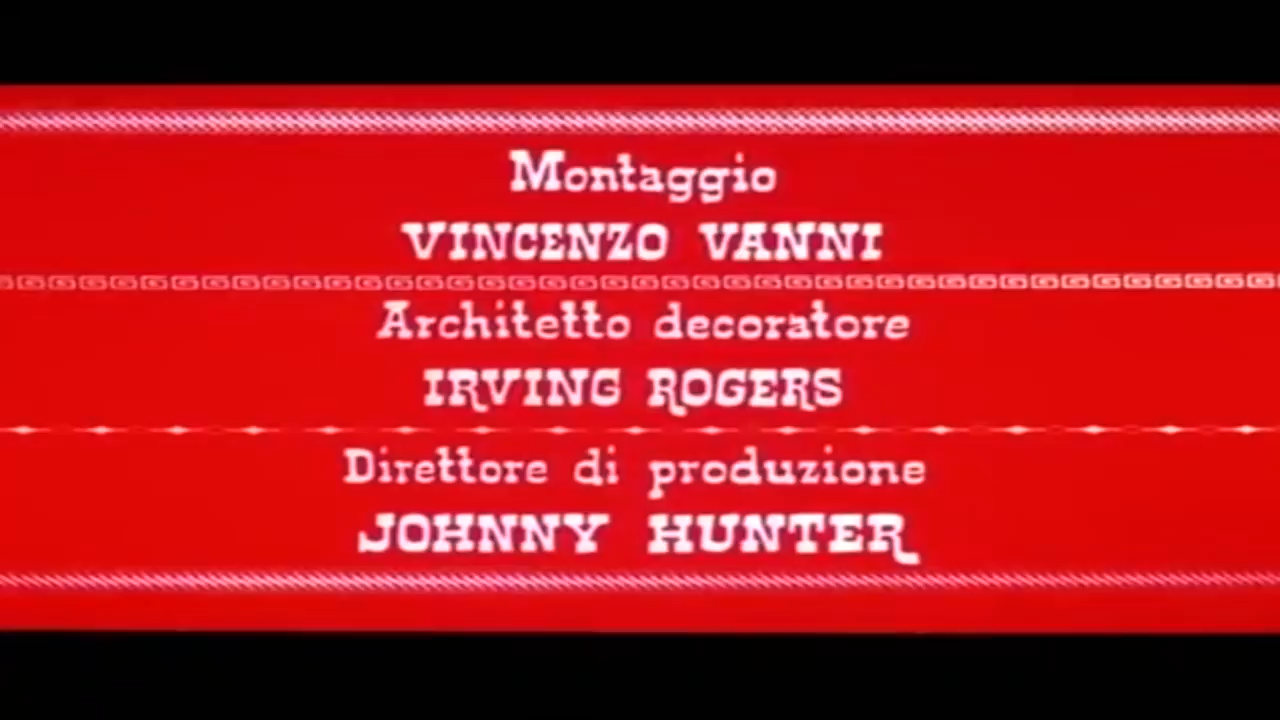 Montaggio
VINCENZO VANNI
Architetto decoratore
IRVING ROGERS
Direttore di produzione
JOHNNY HUNTER